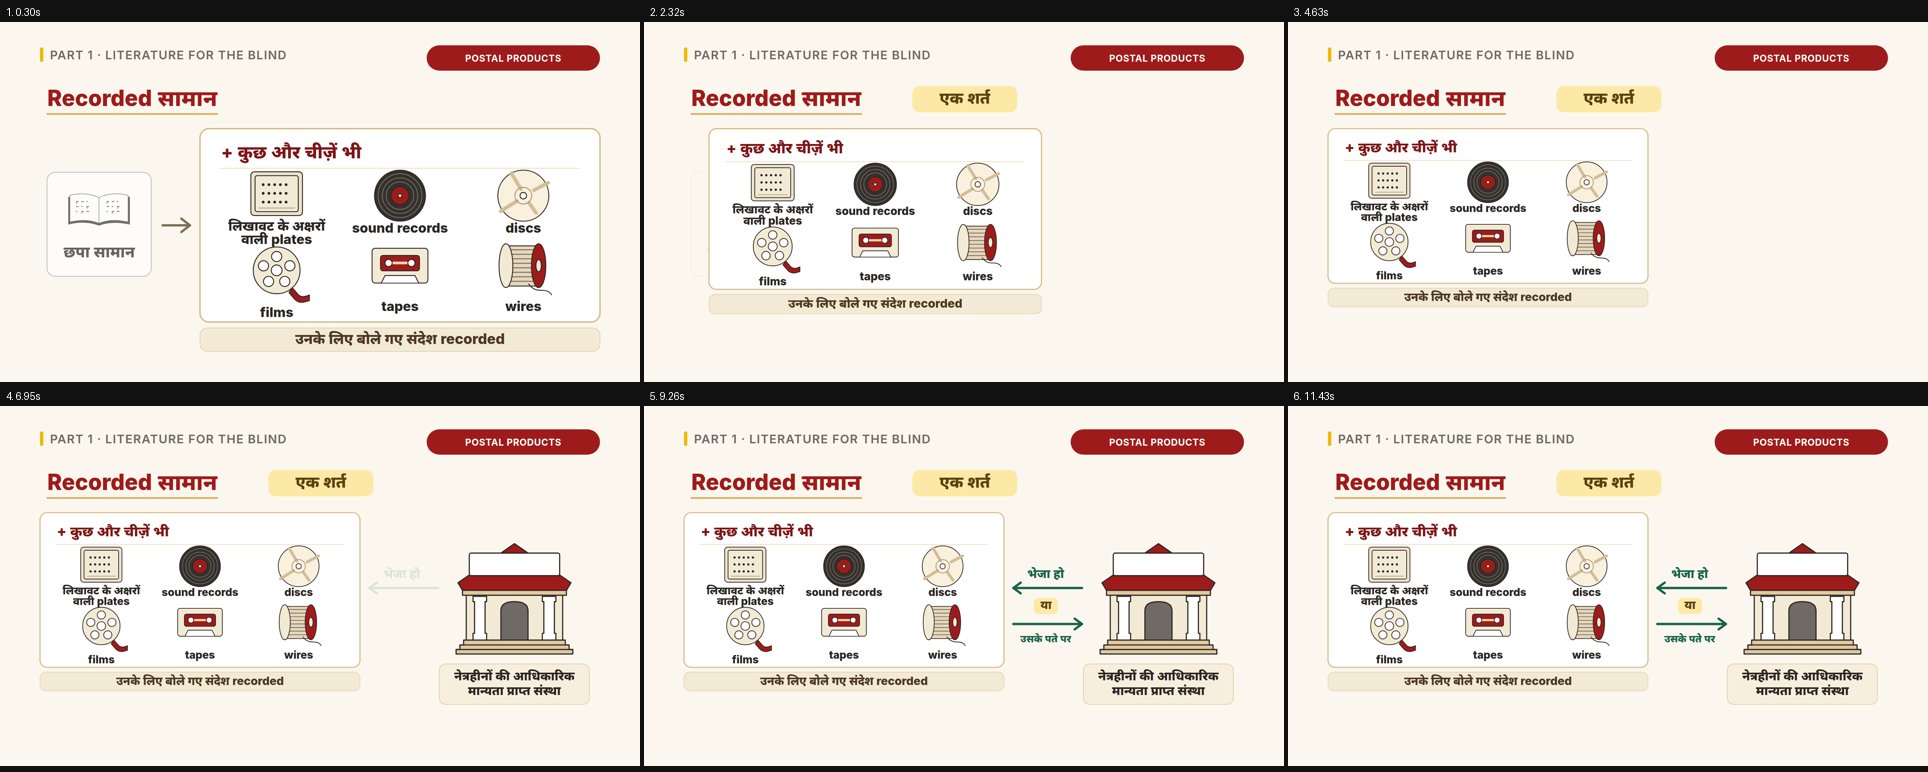 1. 0.30s
PART 1 · LITERATURE FOR THE BLIND
POSTAL PRODUCTS
Recorded सामान
छपा सामान
+ कुछ और चीज़ें भी
लिखावट के अक्षरों
वाली plates
sound records
discs
films
tapes
wires
उनके लिए बोले गए संदेश recorded
2. 2.32s
PART 1 · LITERATURE FOR THE BLIND
POSTAL PRODUCTS
Recorded सामान
एक शर्त
+ कुछ और चीज़ें भी
लिखावट के अक्षरों
वाली plates
sound records
discs
films
tapes
wires
उनके लिए बोले गए संदेश recorded
3. 4.63s
PART 1 · LITERATURE FOR THE BLIND
POSTAL PRODUCTS
Recorded सामान
एक शर्त
+ कुछ और चीज़ें भी
लिखावट के अक्षरों
वाली plates
sound records
discs
films
tapes
wires
उनके लिए बोले गए संदेश recorded
4. 6.95s
PART 1 · LITERATURE FOR THE BLIND
POSTAL PRODUCTS
Recorded सामान
एक शर्त
+ कुछ और चीज़ें भी
लिखावट के अक्षरों
वाली plates
sound records
discs
films
tapes
wires
उनके लिए बोले गए संदेश recorded
भेजा हो
नेत्रहीनों की आधिकारिक
मान्यता प्राप्त संस्था
5. 9.26s
PART 1 · LITERATURE FOR THE BLIND
POSTAL PRODUCTS
Recorded सामान
एक शर्त
+ कुछ और चीज़ें भी
लिखावट के अक्षरों
वाली plates
sound records
discs
films
tapes
wires
उनके लिए बोले गए संदेश recorded
भेजा हो
या
उसके पते पर
नेत्रहीनों की आधिकारिक
मान्यता प्राप्त संस्था
6. 11.43s
PART 1 · LITERATURE FOR THE BLIND
POSTAL PRODUCTS
Recorded सामान
एक शर्त
+ कुछ और चीज़ें भी
लिखावट के अक्षरों
वाली plates
sound records
discs
films
tapes
wires
उनके लिए बोले गए संदेश recorded
भेजा हो
या
उसके पते पर
नेत्रहीनों की आधिकारिक
मान्यता प्राप्त संस्था